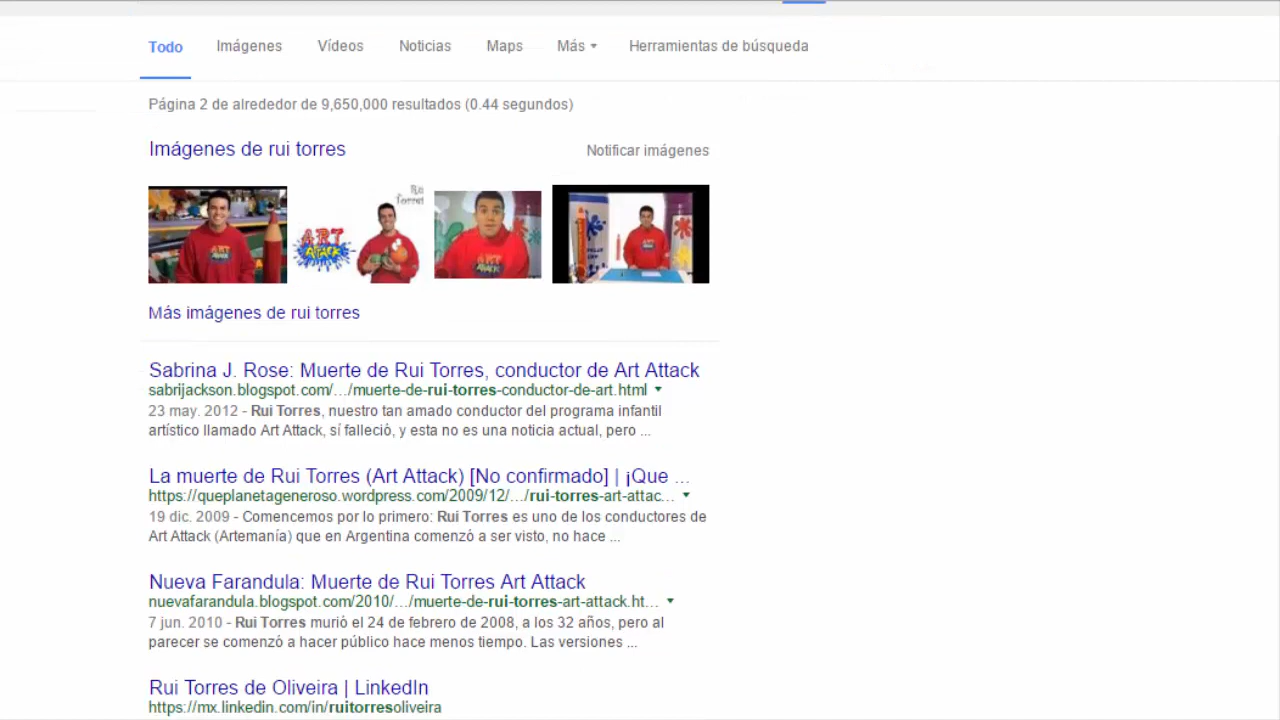 Todo Imágenes Vídeos Noticias Maps Más Herramientas de búsqueda
Página 2 de alrededor de 9,650,000 resultados (0.44 segundos)
Imágenes de rui torres Notificar imágenes
Rui
Torres
ART
ATTACK
Más imágenes de rui torres
Sabrina J. Rose: Muerte de Rui Torres, conductor de Art Attack
sabrijackson.blogspot.com/.../muerte-de-rui-torres-conductor-de-art.html
23 may. 2012 - Rui Torres, nuestro tan amado conductor del programa infantil
artístico llamado Art Attack, sí falleció, y esta no es una noticia actual, pero ...
La muerte de Rui Torres (Art Attack) [No confirmado] | ¡Que ...
https://queplanetageneroso.wordpress.com/2009/12/.../rui-torres-art-attac...
19 dic. 2009 - Comencemos por lo primero: Rui Torres es uno de los conductores de
Art Attack (Artemanía) que en Argentina comenzó a ser visto, no hace ...
Nueva Farandula: Muerte de Rui Torres Art Attack
nuevafarandula.blogspot.com/2010/.../muerte-de-rui-torres-art-attack.ht...
7 jun. 2010 - Rui Torres murió el 24 de febrero de 2008, a los 32 años, pero al
parecer se comenzó a hacer público hace menos tiempo. Las versiones ...
Rui Torres de Oliveira | LinkedIn
https://mx.linkedin.com/in/ruitorresoliveira